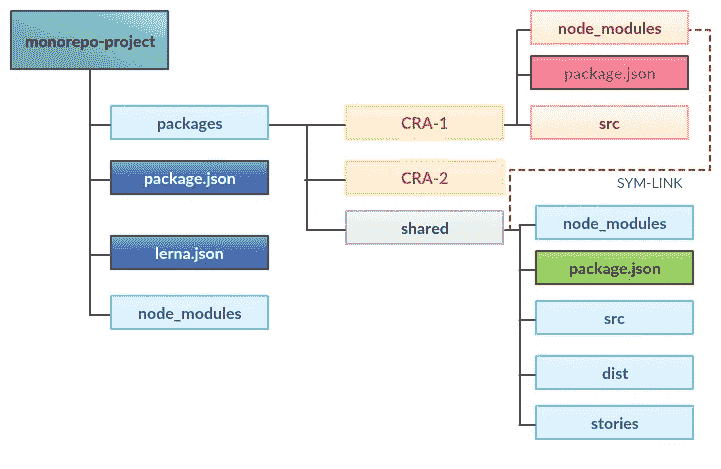 monorepo-project
packages
package.json
lerna.json
node_modules
CRA-1
CRA-2
shared
node_modules
package.json
src
SYM-LINK
node_modules
package.json
src
dist
stories